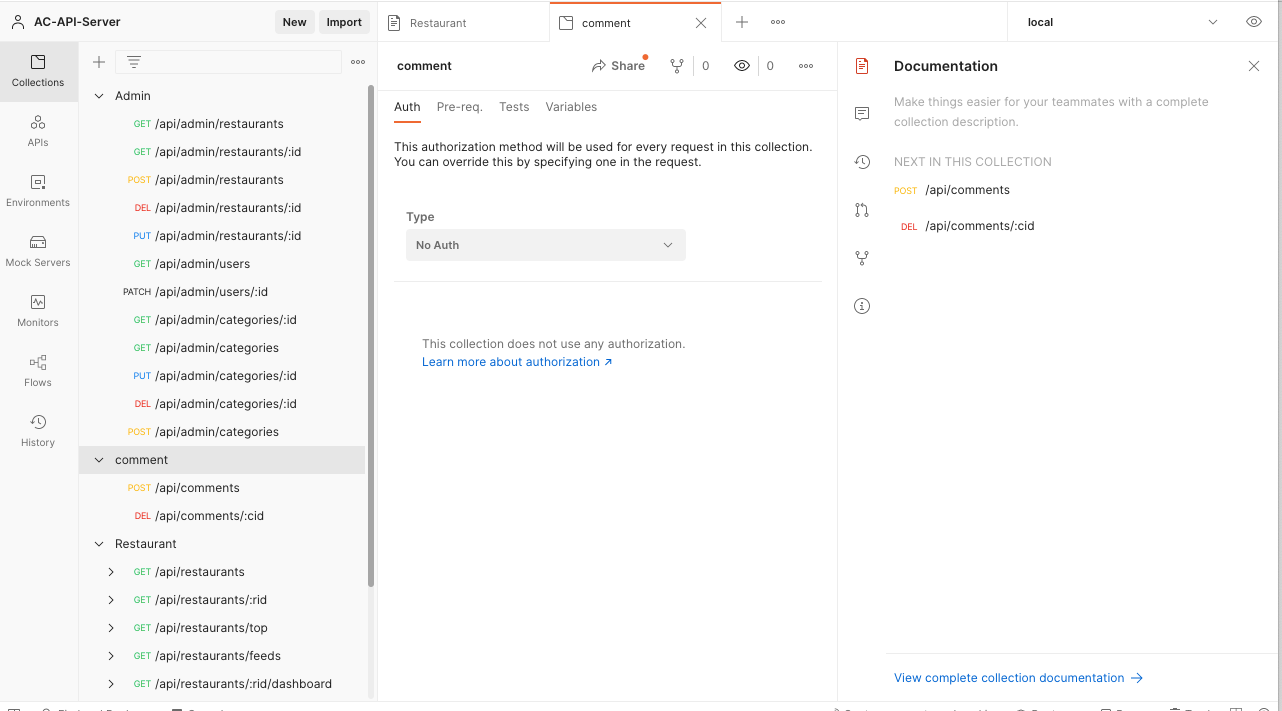 AC-API-Server
New
Import
Restaurant
comment
local
Collections
APIs
Environments
Mock Servers
Monitors
Flows
History
Admin
GET /api/admin/restaurants
GET /api/admin/restaurants/:id
POST /api/admin/restaurants
DEL /api/admin/restaurants/:id
PUT /api/admin/restaurants/:id
GET /api/admin/users
PATCH /api/admin/users/:id
GET /api/admin/categories/:id
GET /api/admin/categories
PUT /api/admin/categories/:id
DEL /api/admin/categories/:id
POST /api/admin/categories
comment
POST /api/comments
DEL /api/comments/:cid
Restaurant
GET /api/restaurants
GET /api/restaurants/:rid
GET /api/restaurants/top
GET /api/restaurants/feeds
GET /api/restaurants/:rid/dashboard
comment
Share
0
0
Auth Pre-req. Tests Variables
This authorization method will be used for every request in this collection.
You can override this by specifying one in the request.
Type
No Auth
This collection does not use any authorization.
Learn more about authorization ↗
Documentation
Make things easier for your teammates with a complete
collection description.
NEXT IN THIS COLLECTION
POST /api/comments
DEL /api/comments/:cid
View complete collection documentation →